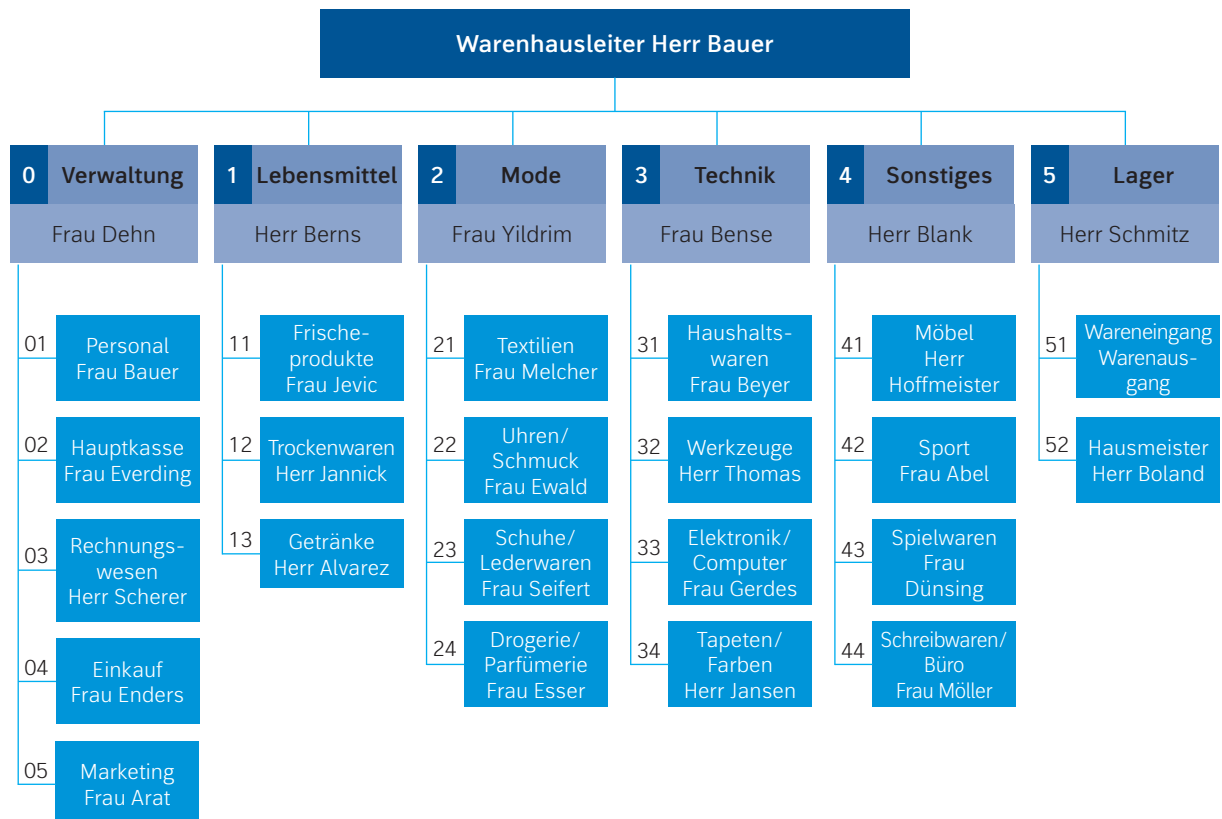 Warenhausleiter Herr Bauer
0 Verwaltung
Frau Dehn
01
Personal
Frau Bauer
02
Hauptkasse
Frau Everding
03
Rechnungs-
wesen
Herr Scherer
04
Einkauf
Frau Enders
05
Marketing
Frau Arat
1 Lebensmittel
Herr Berns
11
Frische-
produkte
Frau Jevic
12
Trockenwaren
Herr Jannick
13
Getränke
Herr Alvarez
2 Mode
Frau Yildrim
21
Textilien
Frau Melcher
22
Uhren/
Schmuck
Frau Ewald
23
Schuhe/
Lederwaren
Frau Seifert
24
Drogerie/
Parfümerie
Frau Esser
3 Technik
Frau Bense
31
Haushalts-
waren
Frau Beyer
32
Werkzeuge
Herr Thomas
33
Elektronik/
Computer
Frau Gerdes
34
Tapeten/
Farben
Herr Jansen
4 Sonstiges
Herr Blank
41
Möbel
Herr
Hoffmeister
42
Sport
Frau Abel
43
Spielwaren
Frau
Dünsing
44
Schreibwaren/
Büro
Frau Möller
5 Lager
Herr Schmitz
51
Wareneingang
Warenaus-
gang
52
Hausmeister
Herr Boland